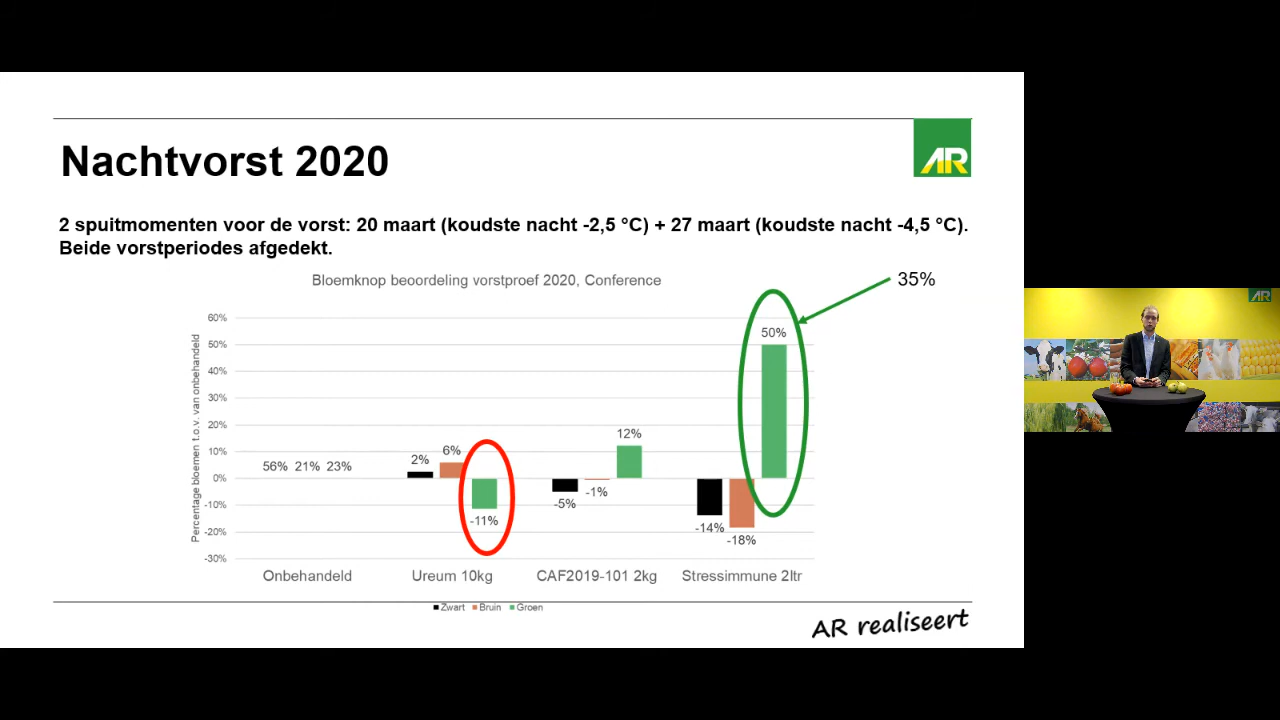 Nachtvorst 2020
AR
2 spuitmomenten voor de vorst: 20 maart (koudste nacht -2,5 °C) + 27 maart (koudste nacht -4,5 °C).
Beide vorstperiodes afgedekt.
Bloemknop beoordeling vorstproef 2020, Conference
35%
Percentage bloemen t.o.v. van onbehandeld
60%
50%
40%
30%
20%
10%
0%
-10%
-20%
-30%
56% 21% 23%
2% 6% -11%
-5% -1% 12%
-14% -18% 50%
Onbehandeld Ureum 10kg CAF2019-101 2kg Stressimmune 2ltr
Zwart Bruin Groen
AR realiseert
AR